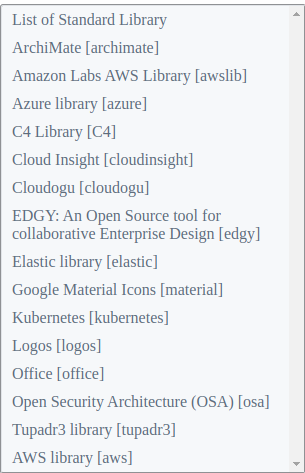 List of Standard Library
ArchiMate [archimate]
Amazon Labs AWS Library [awslib]
Azure library [azure]
C4 Library [C4]
Cloud Insight [cloudinsight]
Cloudogu [cloudogu]
EDGY: An Open Source tool for
collaborative Enterprise Design [edgy]
Elastic library [elastic]
Google Material Icons [material]
Kubernetes [kubernetes]
Logos [logos]
Office [office]
Open Security Architecture (OSA) [osa]
Tupadr3 library [tupadr3]
AWS library [aws]